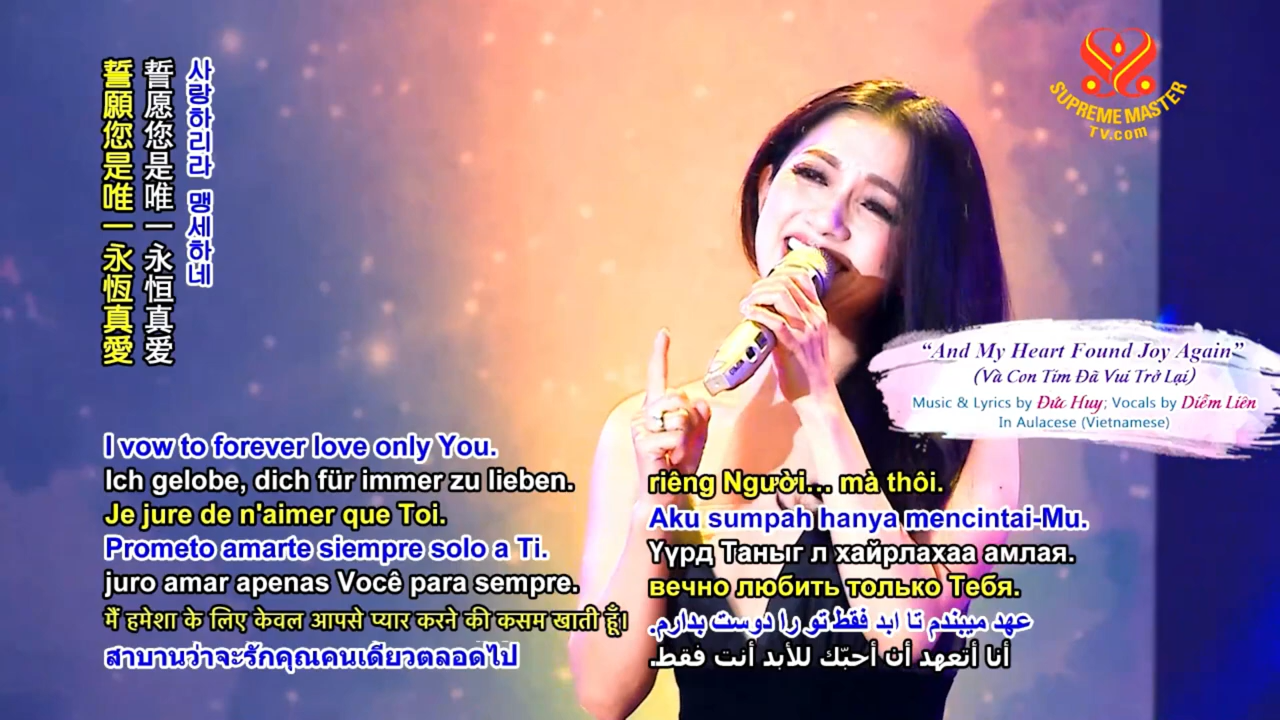 誓願您是唯一永恆真愛
誓愿您是唯一永恒真爱
사랑하리라 맹세하네
SUPREME MASTER
TV.com
“And My Heart Found Joy Again”
(Và Con Tim Đã Vui Trở Lại)
Music & Lyrics by Đức Huy; Vocals by Diễm Liên
In Aulacese (Vietnamese)
I vow to forever love only You.
Ich gelobe, dich für immer zu lieben.
Je jure de n'aimer que Toi.
Prometo amarte siempre solo a Ti.
juro amar apenas Você para sempre.
मैं हमेशा के लिए केवल आपसे प्यार करने की कसम खाती हूँ।
สาบานว่าจะรักคุณคนเดียวตลอดไป
riêng Người... mà thôi.
Aku sumpah hanya mencintai-Mu.
Үүрд Таныг л хайрлахаа амлая.
вечно любить только Тебя.
عهد میبندم تا ابد فقط تو را دوست بدارم.
أنا أتعهد أن أحبّك للأبد أنت فقط.